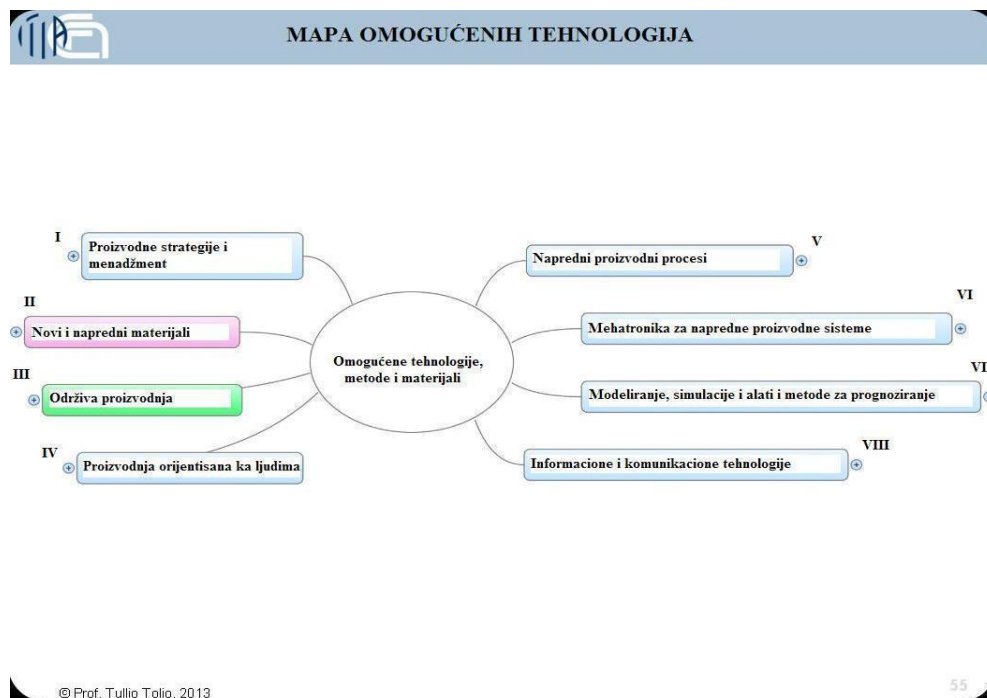 MAPA OMOGUĆENIH TEHNOLOGIJA
I
Proizvodne strategije i
menadžment
II
Novi i napredni materijali
III
Održiva proizvodnja
IV
Proizvodnja orijentisana ka ljudima
Omogućene tehnologije,
metode i materijali
V
Napredni proizvodni procesi
VI
Mehatronika za napredne proizvodne sisteme
VI
Modeliranje, simulacije i alati i metode za prognoziranje
VIII
Informacione i komunikacione tehnologije
© Prof. Tullio Tolio, 2013
55